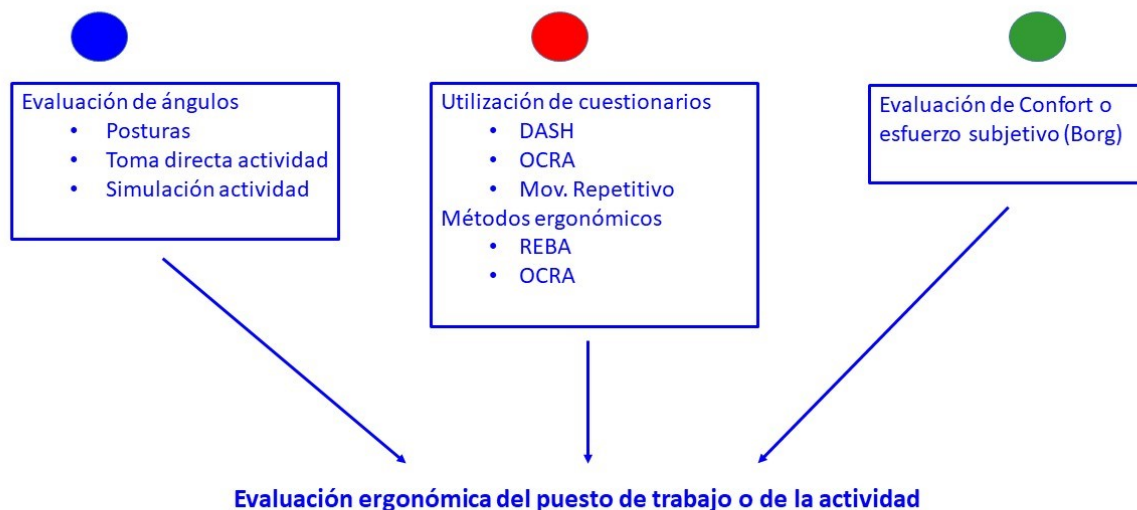 Evaluación de ángulos
• Posturas
• Toma directa actividad
• Simulación actividad
Utilización de cuestionarios
• DASH
• OCRA
• Mov. Repetitivo
Métodos ergonómicos
• REBA
• OCRA
Evaluación de Confort o
esfuerzo subjetivo (Borg)
Evaluación ergonómica del puesto de trabajo o de la actividad